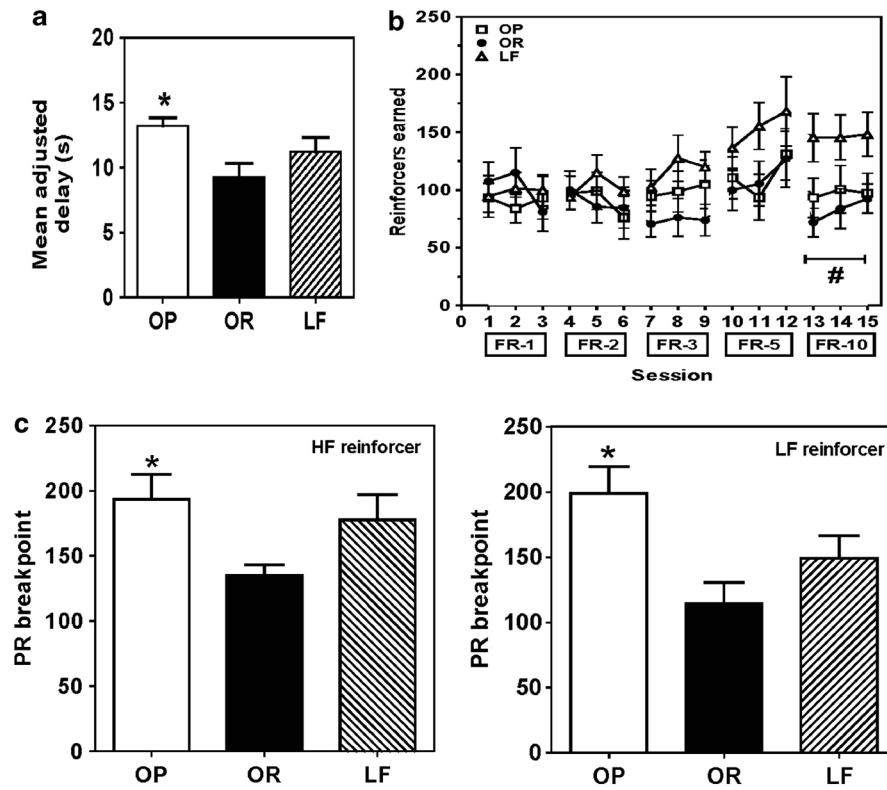 a
20
15
10
5
0
Mean adjusted
delay (s)
*
OP OR LF
b
250
200
150
100
50
0
Reinforcers earned
OP
OR
LF
#
0 1 2 3 4 5 6 7 8 9 10 11 12 13 14 15
FR-1 FR-2 FR-3 FR-5 FR-10
Session
c
250
200
150
100
50
0
PR breakpoint
HF reinforcer
*
OP OR LF
250
200
150
100
50
0
PR breakpoint
LF reinforcer
*
OP OR LF